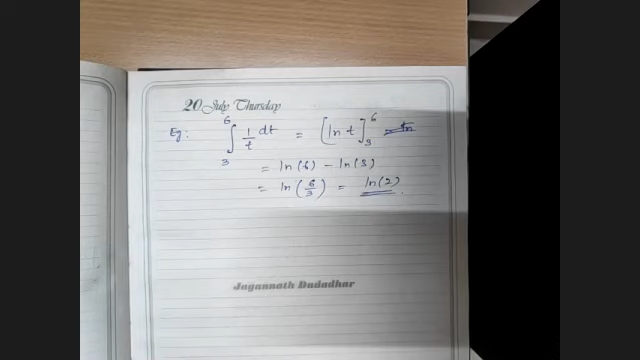 20 July Thursday
Eg: ∫₃⁶ 1/t dt = [ln t]₃⁶
= ln(6) - ln(3)
= ln(6/3) = ln(2)
Jagannath Dadadhar